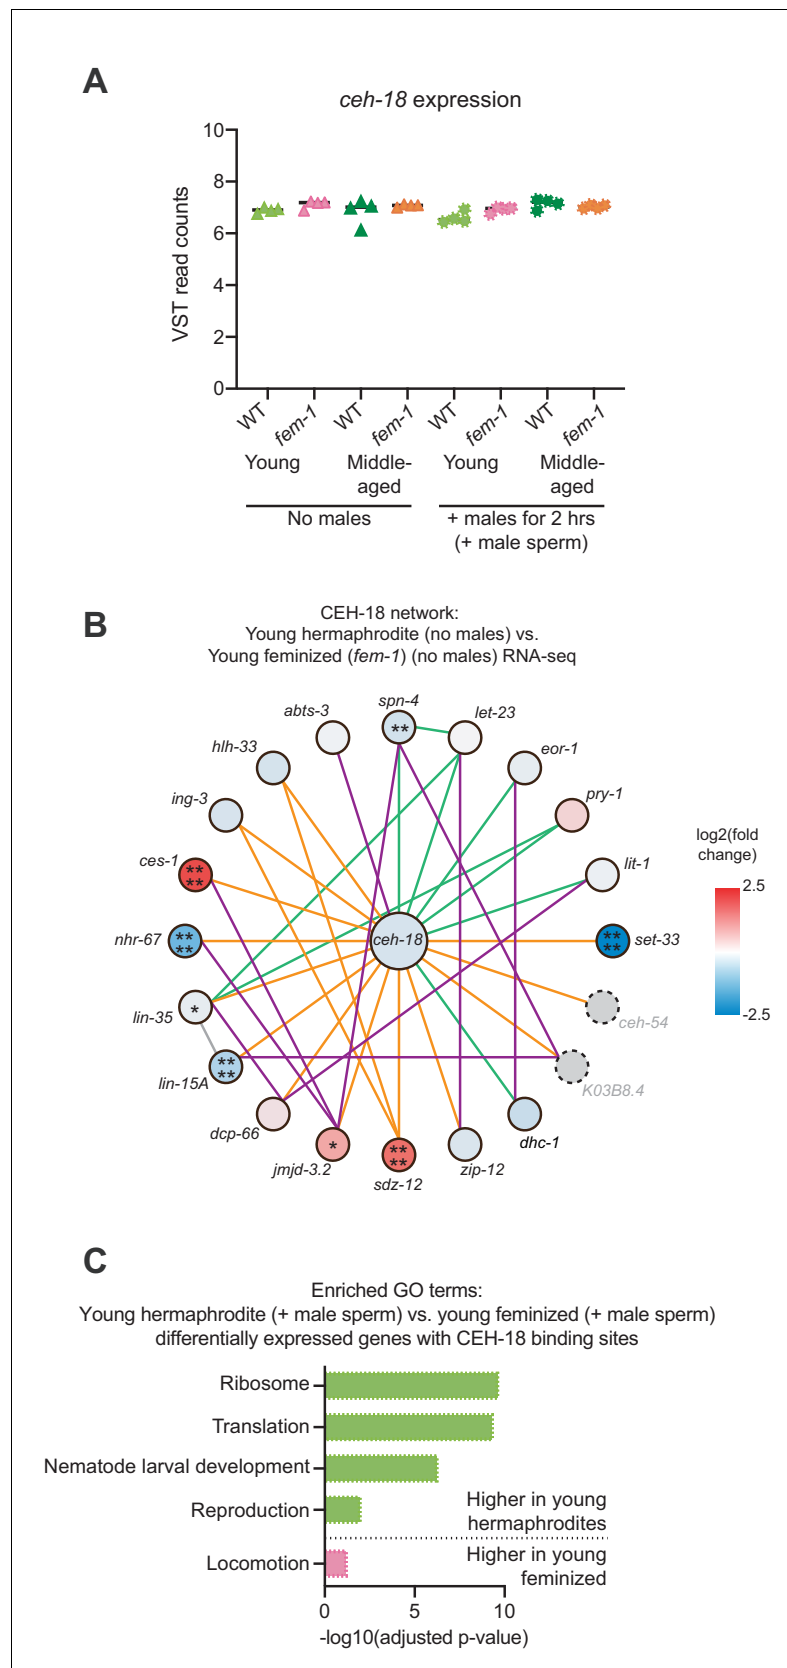 A
ceh-18 expression
VST read counts
10
8
6
4
2
0
WT
fem-1
WT
fem-1
WT
fem-1
WT
fem-1
Young
Middle-
aged
Young
Middle-
aged
No males
+ males for 2 hrs
(+ male sperm)
B
CEH-18 network:
Young hermaphrodite (no males) vs.
Young feminized (fem-1) (no males) RNA-seq
spn-4
**
let-23
abts-3
hlh-33
eor-1
ing-3
pry-1
ces-1
**
**
lit-1
log2(fold
change)
2.5
-2.5
nhr-67
**
**
ceh-18
**
**
set-33
lin-35
*
ceh-54
lin-15A
**
**
K03B8.4
dcp-66
dhc-1
jmjd-3.2
*
sdz-12
**
**
zip-12
C
Enriched GO terms:
Young hermaphrodite (+ male sperm) vs. young feminized (+ male sperm)
differentially expressed genes with CEH-18 binding sites
Ribosome
Translation
Nematode larval development
Reproduction
Higher in young
hermaphrodites
Locomotion
Higher in young
feminized
0
5
10
-log10(adjusted p-value)